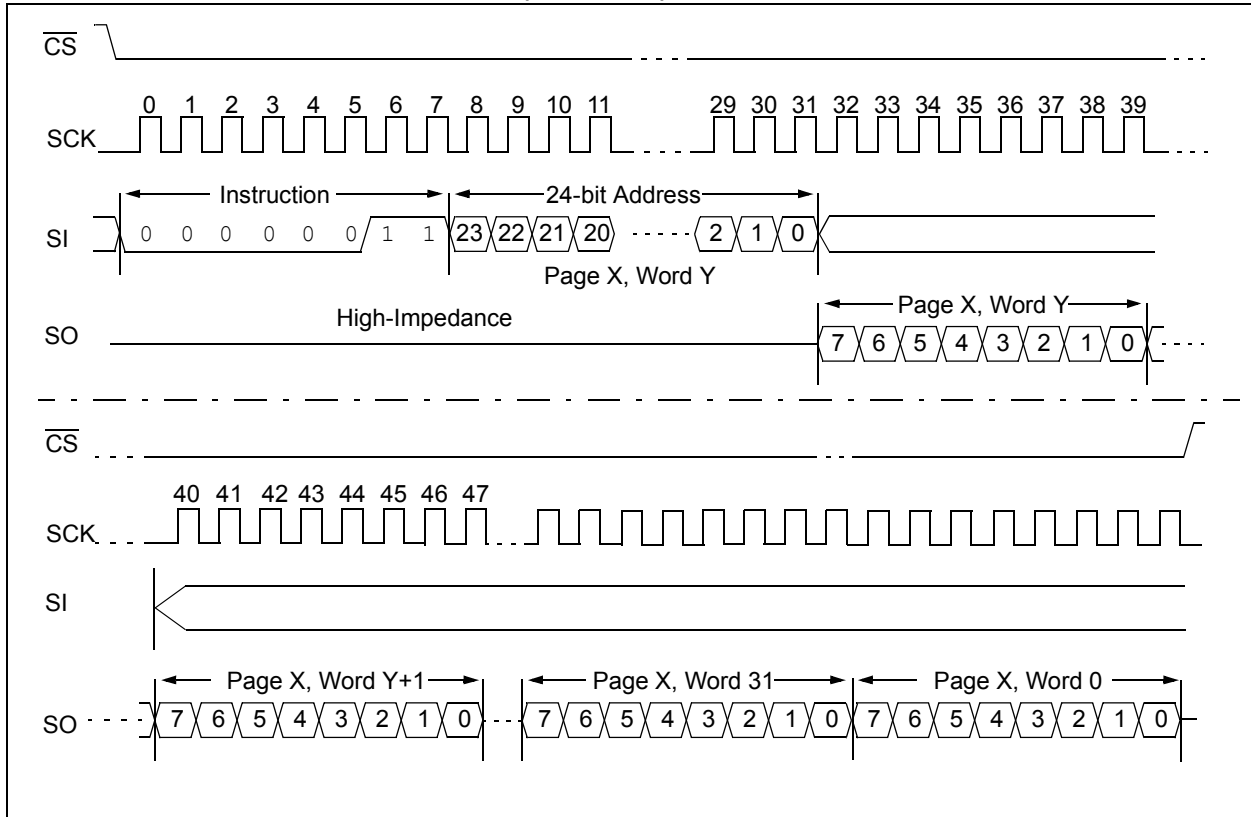 CS
0 1 2 3 4 5 6 7 8 9 10 11 29 30 31 32 33 34 35 36 37 38 39
SCK
Instruction 24-bit Address
SI 0 0 0 0 0 0 1 1 23 22 21 20 2 1 0
Page X, Word Y
High-Impedance Page X, Word Y
SO 7 6 5 4 3 2 1 0
CS
40 41 42 43 44 45 46 47
SCK
SI
Page X, Word Y+1 Page X, Word 31 Page X, Word 0
SO 7 6 5 4 3 2 1 0 7 6 5 4 3 2 1 0 7 6 5 4 3 2 1 0